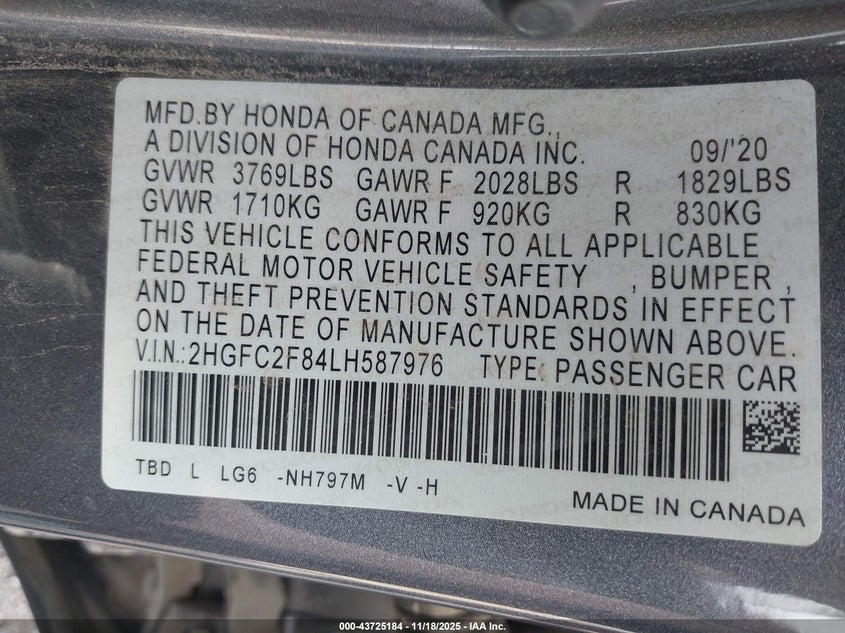 MFD.BY HONDA OF CANADA MFG.,
A DIVISION OF HONDA CANADA INC. 09/'20
GVWR 3769LBS GAWR F 2028LBS R 1829LBS
GVWR 1710KG GAWR F 920KG R 830KG
THIS VEHICLE CONFORMS TO ALL APPLICABLE
FEDERAL MOTOR VEHICLE SAFETY , BUMPER ,
AND THEFT PREVENTION STANDARDS IN EFFECT
ON THE DATE OF MANUFACTURE SHOWN ABOVE.
V.I.N.:2HGFC2F84LH587976 TYPE: PASSENGER CAR
TBD L LG6 -NH797M -V -H
MADE IN CANADA
000-43725184 - 11/18/2025 - IAA Inc.